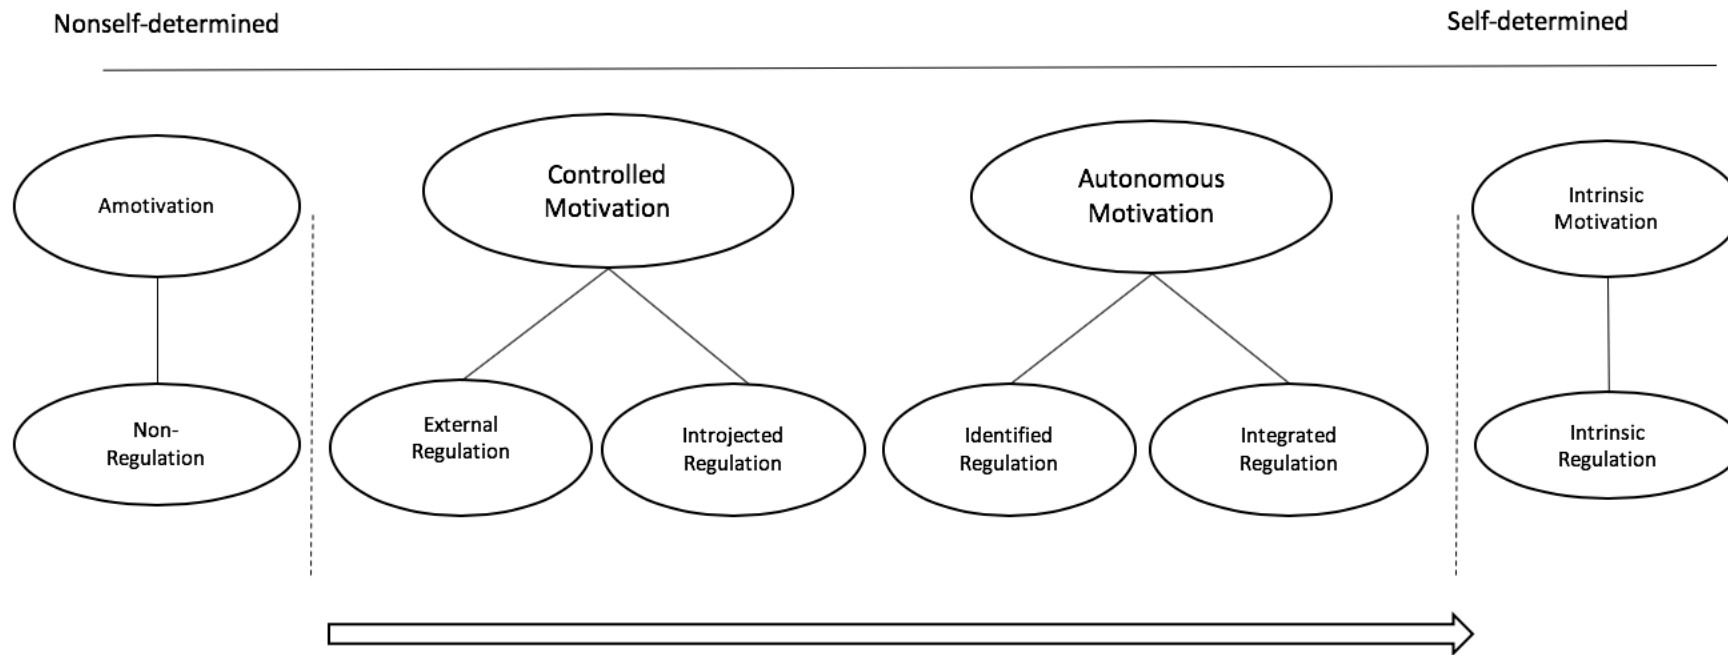 Nonself-determined
Self-determined
Amotivation
Controlled
Motivation
Autonomous
Motivation
Intrinsic
Motivation
Non-
Regulation
External
Regulation
Introjected
Regulation
Identified
Regulation
Integrated
Regulation
Intrinsic
Regulation